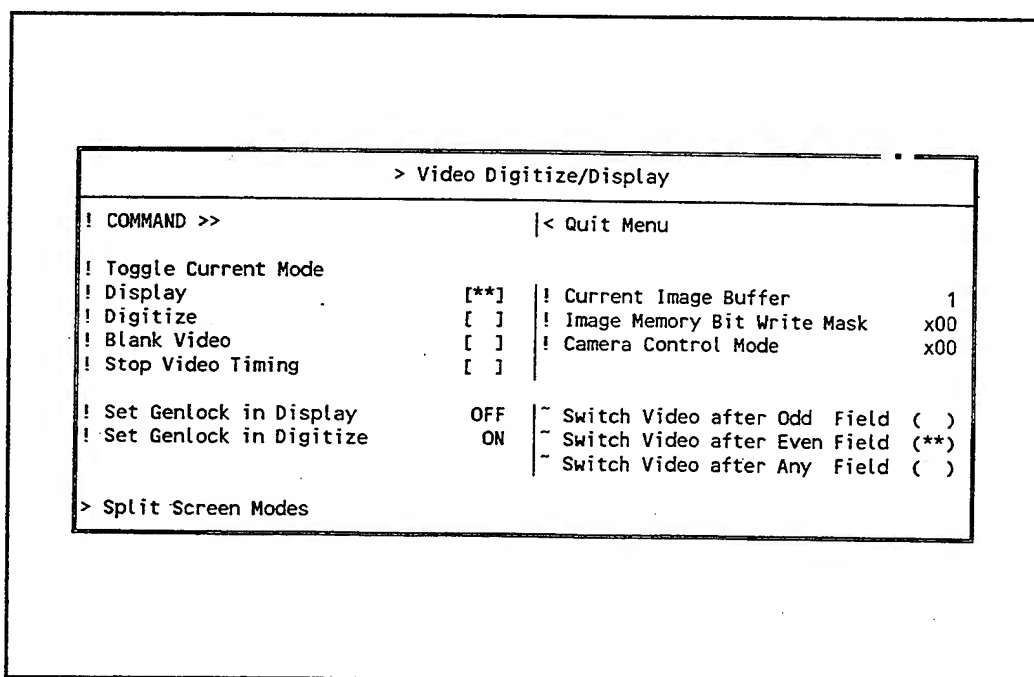 > Video Digitize/Display
! COMMAND >> |< Quit Menu
! Toggle Current Mode
! Display [**] |! Current Image Buffer 1
! Digitize [ ] |! Image Memory Bit Write Mask x00
! Blank Video [ ] |! Camera Control Mode x00
! Stop Video Timing [ ] |
! Set Genlock in Display OFF |~ Switch Video after Odd Field ( )
! Set Genlock in Digitize ON |~ Switch Video after Even Field (**)
|~ Switch Video after Any Field ( )
> Split Screen Modes